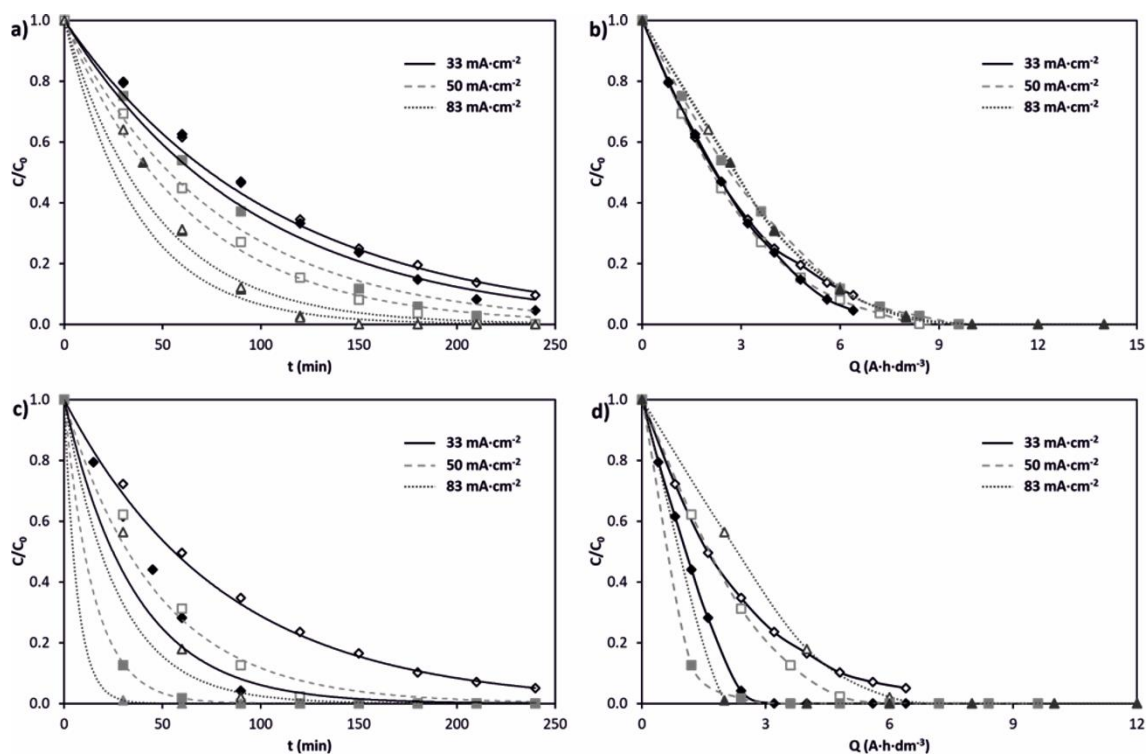 a)
1.0
0.8
0.6
0.4
0.2
0.0
C/C₀
33 mA·cm⁻²
50 mA·cm⁻²
83 mA·cm⁻²
0 50 100 150 200 250 300
t (min)
b)
1.0
0.8
0.6
0.4
0.2
0.0
C/C₀
33 mA·cm⁻²
50 mA·cm⁻²
83 mA·cm⁻²
0 3 6 9 12 15
Q (A·h·dm⁻³)
c)
1.0
0.8
0.6
0.4
0.2
0.0
C/C₀
33 mA·cm⁻²
50 mA·cm⁻²
83 mA·cm⁻²
0 50 100 150 200 250 300
t (min)
d)
1.0
0.8
0.6
0.4
0.2
0.0
C/C₀
33 mA·cm⁻²
50 mA·cm⁻²
83 mA·cm⁻²
0 3 6 9 12
Q (A·h·dm⁻³)